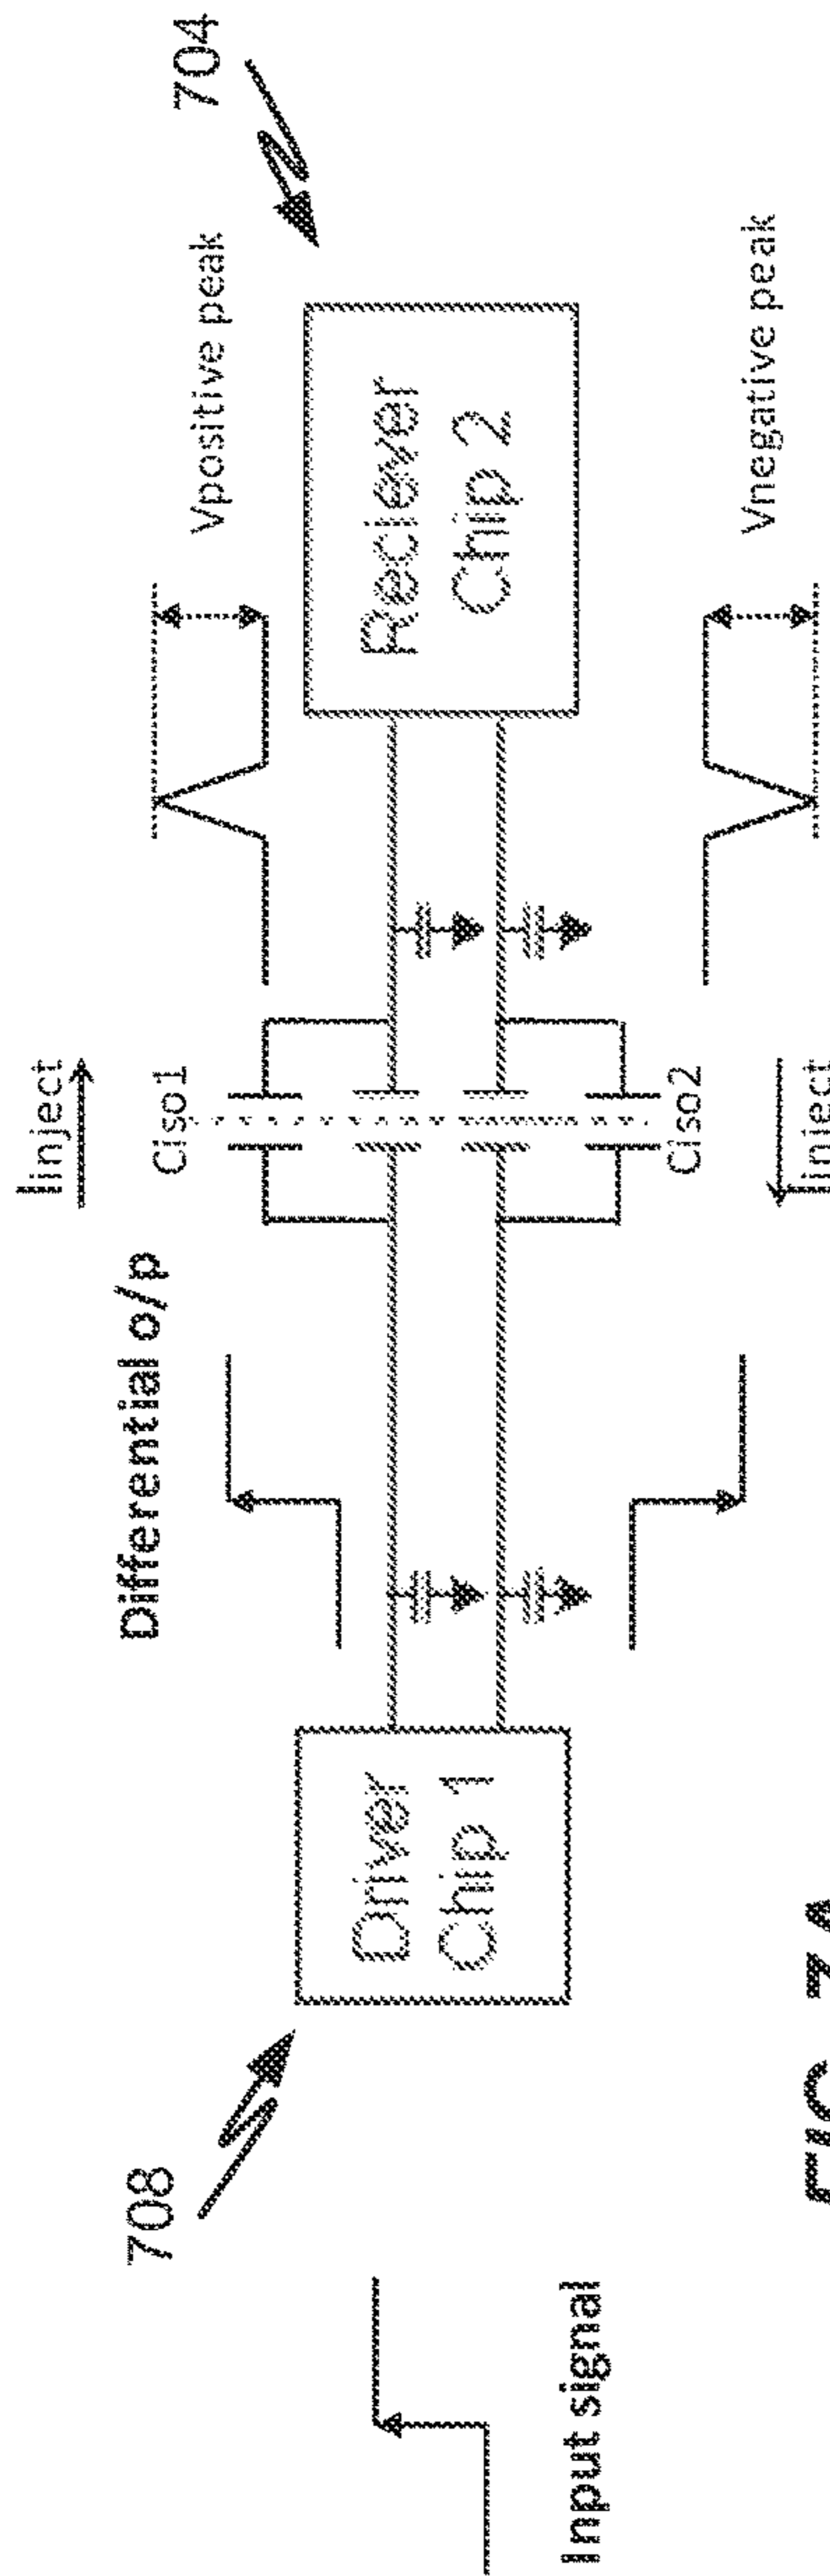 Input signal
708
Driver
Chip 1
Differential o/p
Iinject
Ciso1
Ciso2
Iinject
Vpositive peak
Vnegative peak
Reciever
Chip 2
704